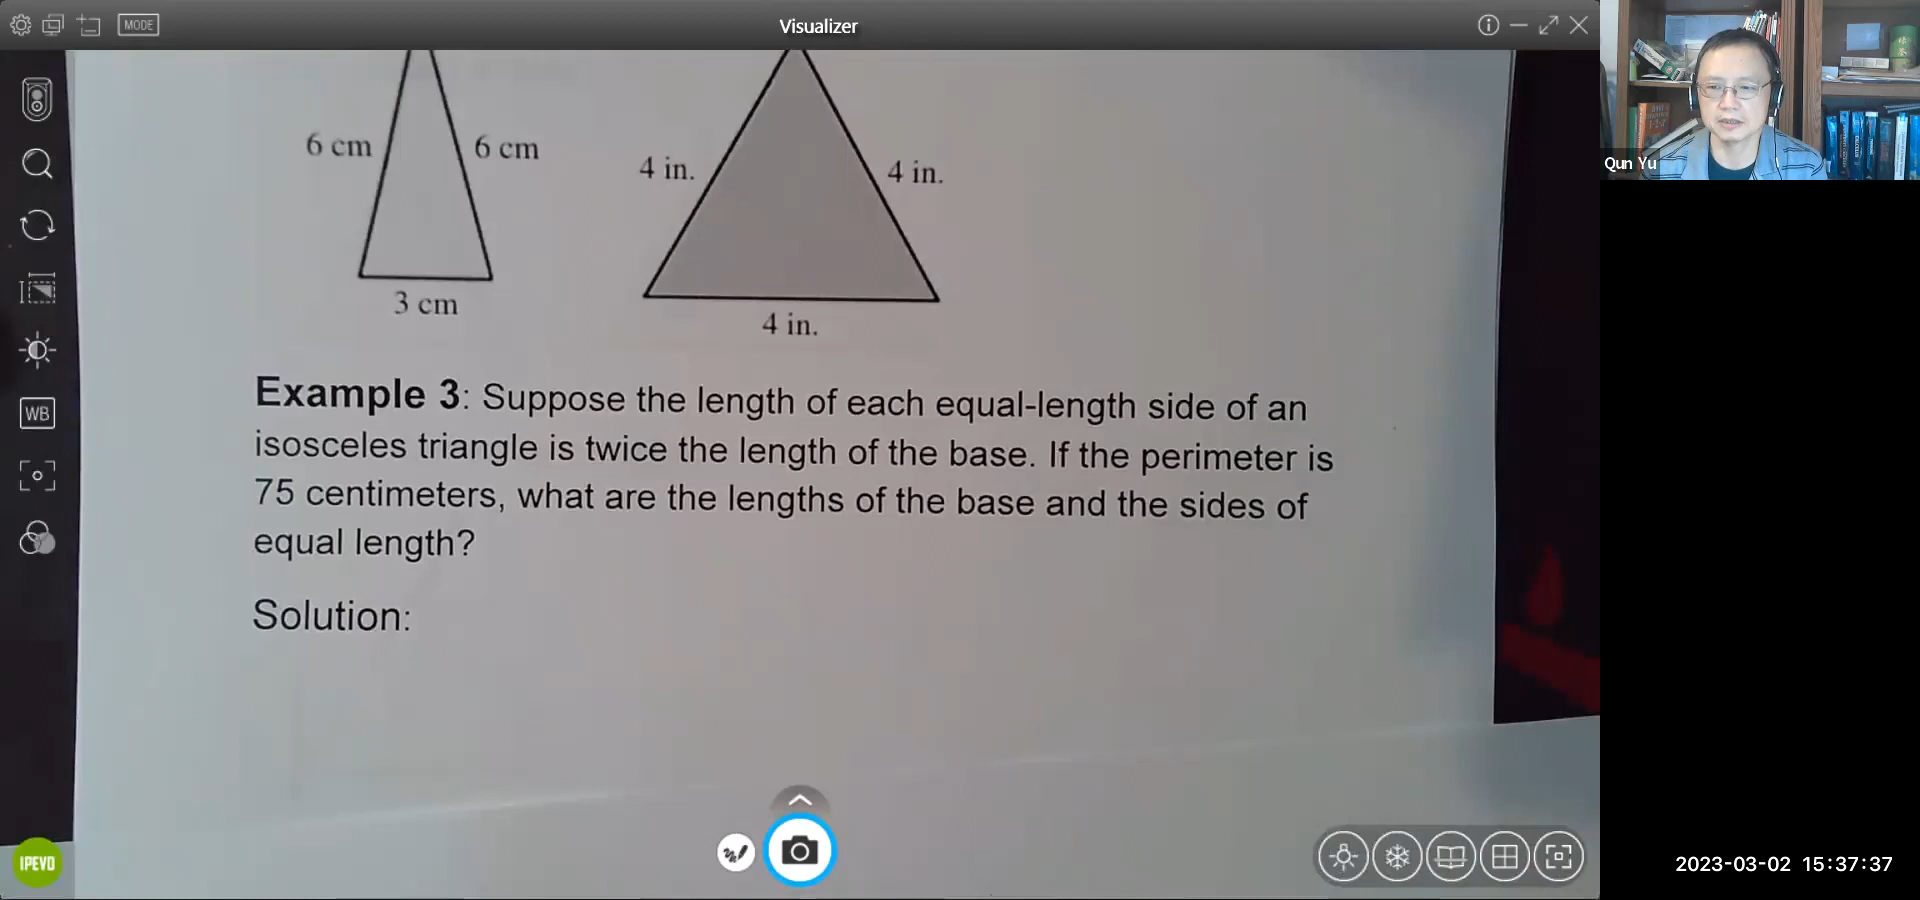 MODE
Visualizer
6 cm
6 cm
4 in.
4 in.
3 cm
4 in.
Example 3: Suppose the length of each equal-length side of an
isosceles triangle is twice the length of the base. If the perimeter is
75 centimeters, what are the lengths of the base and the sides of
equal length?
Solution:
WB
IPEVO
Qun Yu
2023-03-02 15:37:37